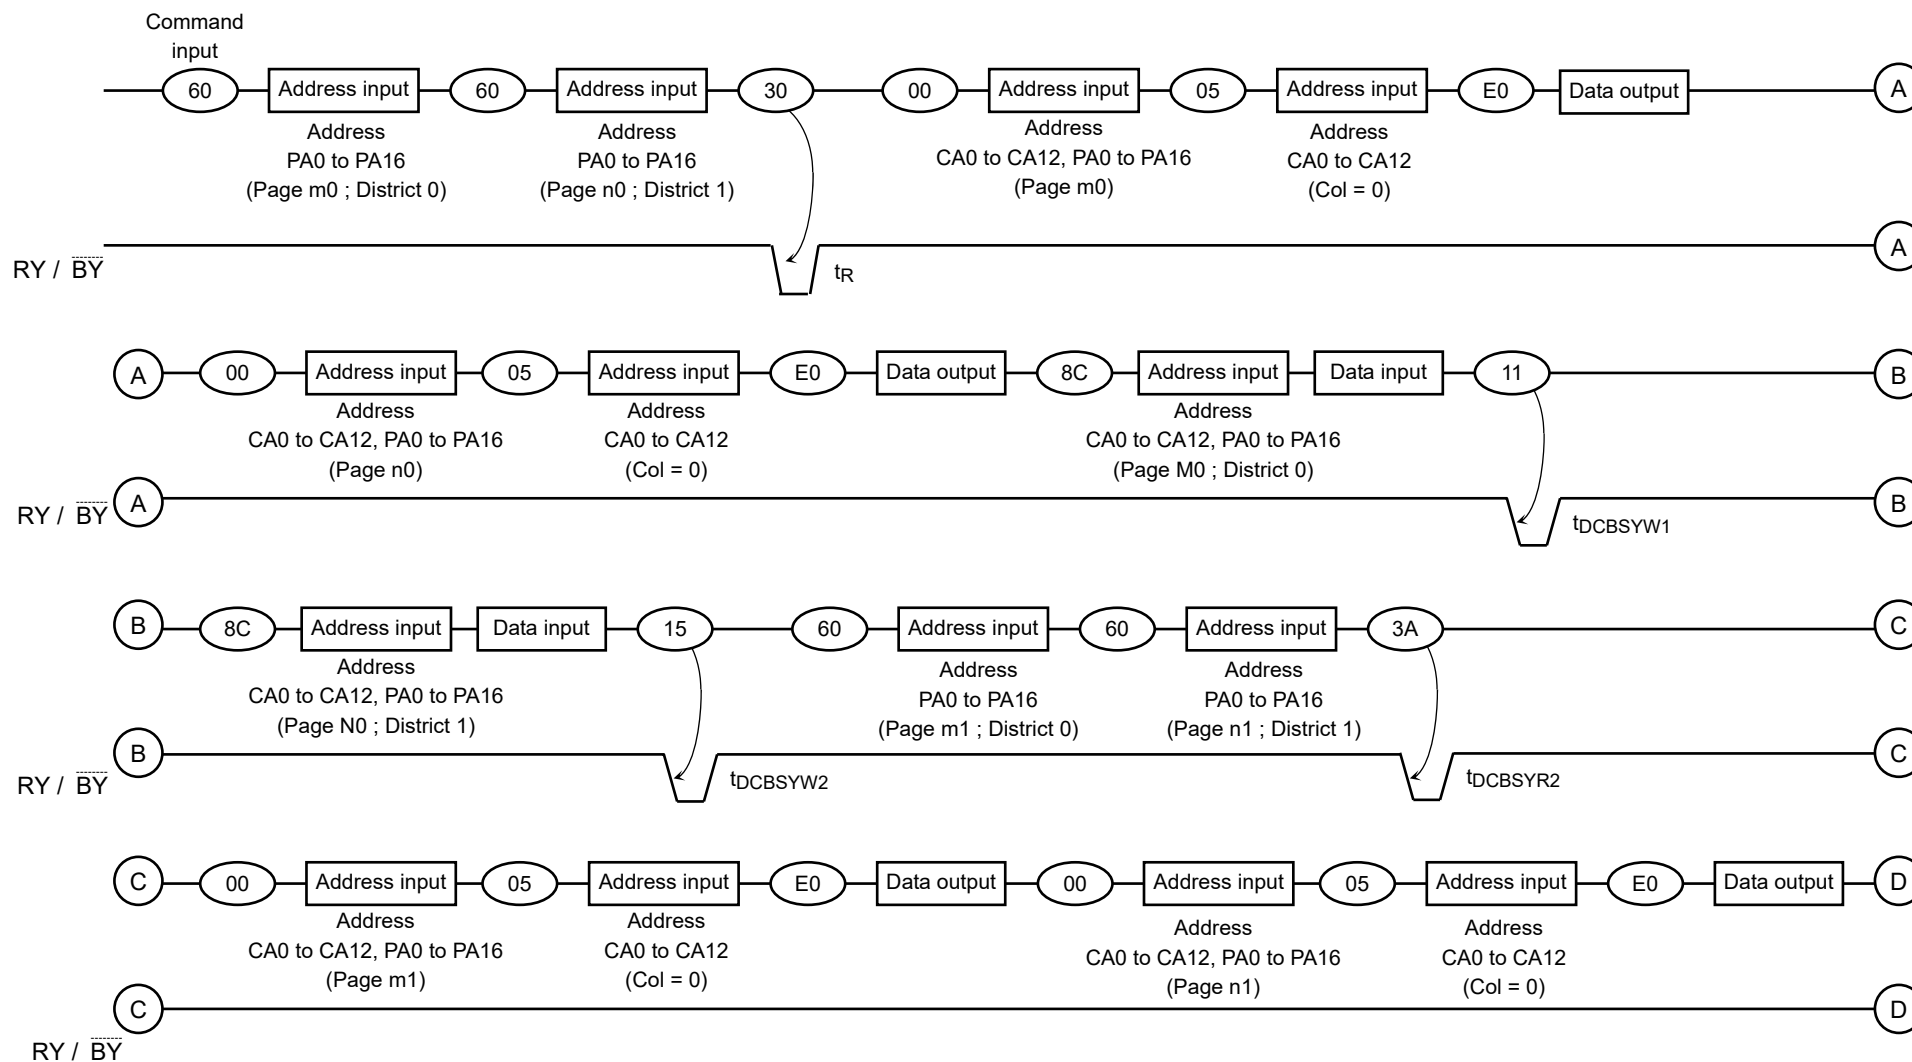 Command
input
60 Address input 60 Address input 30 00 Address input 05 Address input E0 Data output A
Address Address Address Address
PA0 to PA16 PA0 to PA16 CA0 to CA12, PA0 to PA16 CA0 to CA12
(Page m0 ; District 0) (Page n0 ; District 1) (Page m0) (Col = 0)
A
RY / BY tR
A 00 Address input 05 Address input E0 Data output 8C Address input Data input 11 B
Address Address Address
CA0 to CA12, PA0 to PA16 CA0 to CA12 CA0 to CA12, PA0 to PA16
(Page n0) (Col = 0) (Page M0 ; District 0)
RY / BY A B
tDCBSYW1
B 8C Address input Data input 15 60 Address input 60 Address input 3A C
Address Address Address
CA0 to CA12, PA0 to PA16 PA0 to PA16 PA0 to PA16
(Page N0 ; District 1) (Page m1 ; District 0) (Page n1 ; District 1)
B C
RY / BY tDCBSYW2 tDCBSYR2
C 00 Address input 05 Address input E0 Data output 00 Address input 05 Address input E0 Data output D
Address Address Address Address
CA0 to CA12, PA0 to PA16 CA0 to CA12 CA0 to CA12, PA0 to PA16 CA0 to CA12
(Page m1) (Col = 0) (Page n1) (Col = 0)
C D
RY / BY